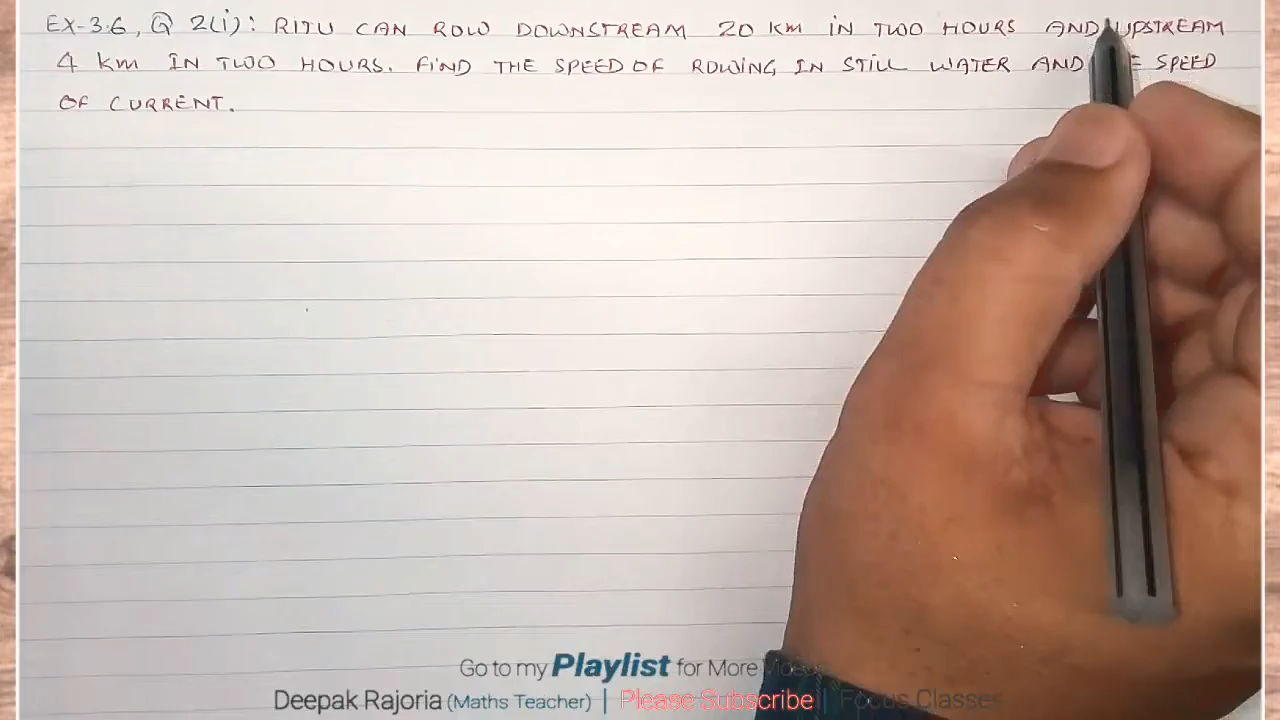 EX-3.6, Q 2(i): RITU CAN ROW DOWNSTREAM 20 KM IN TWO HOURS AND UPSTREAM
4 KM IN TWO HOURS. FIND THE SPEED OF ROWING IN STILL WATER AND SPEED
OF CURRENT.
Go to my Playlist for More
Deepak Rajoria (Maths Teacher) | Please Subscribe | Focus Classes